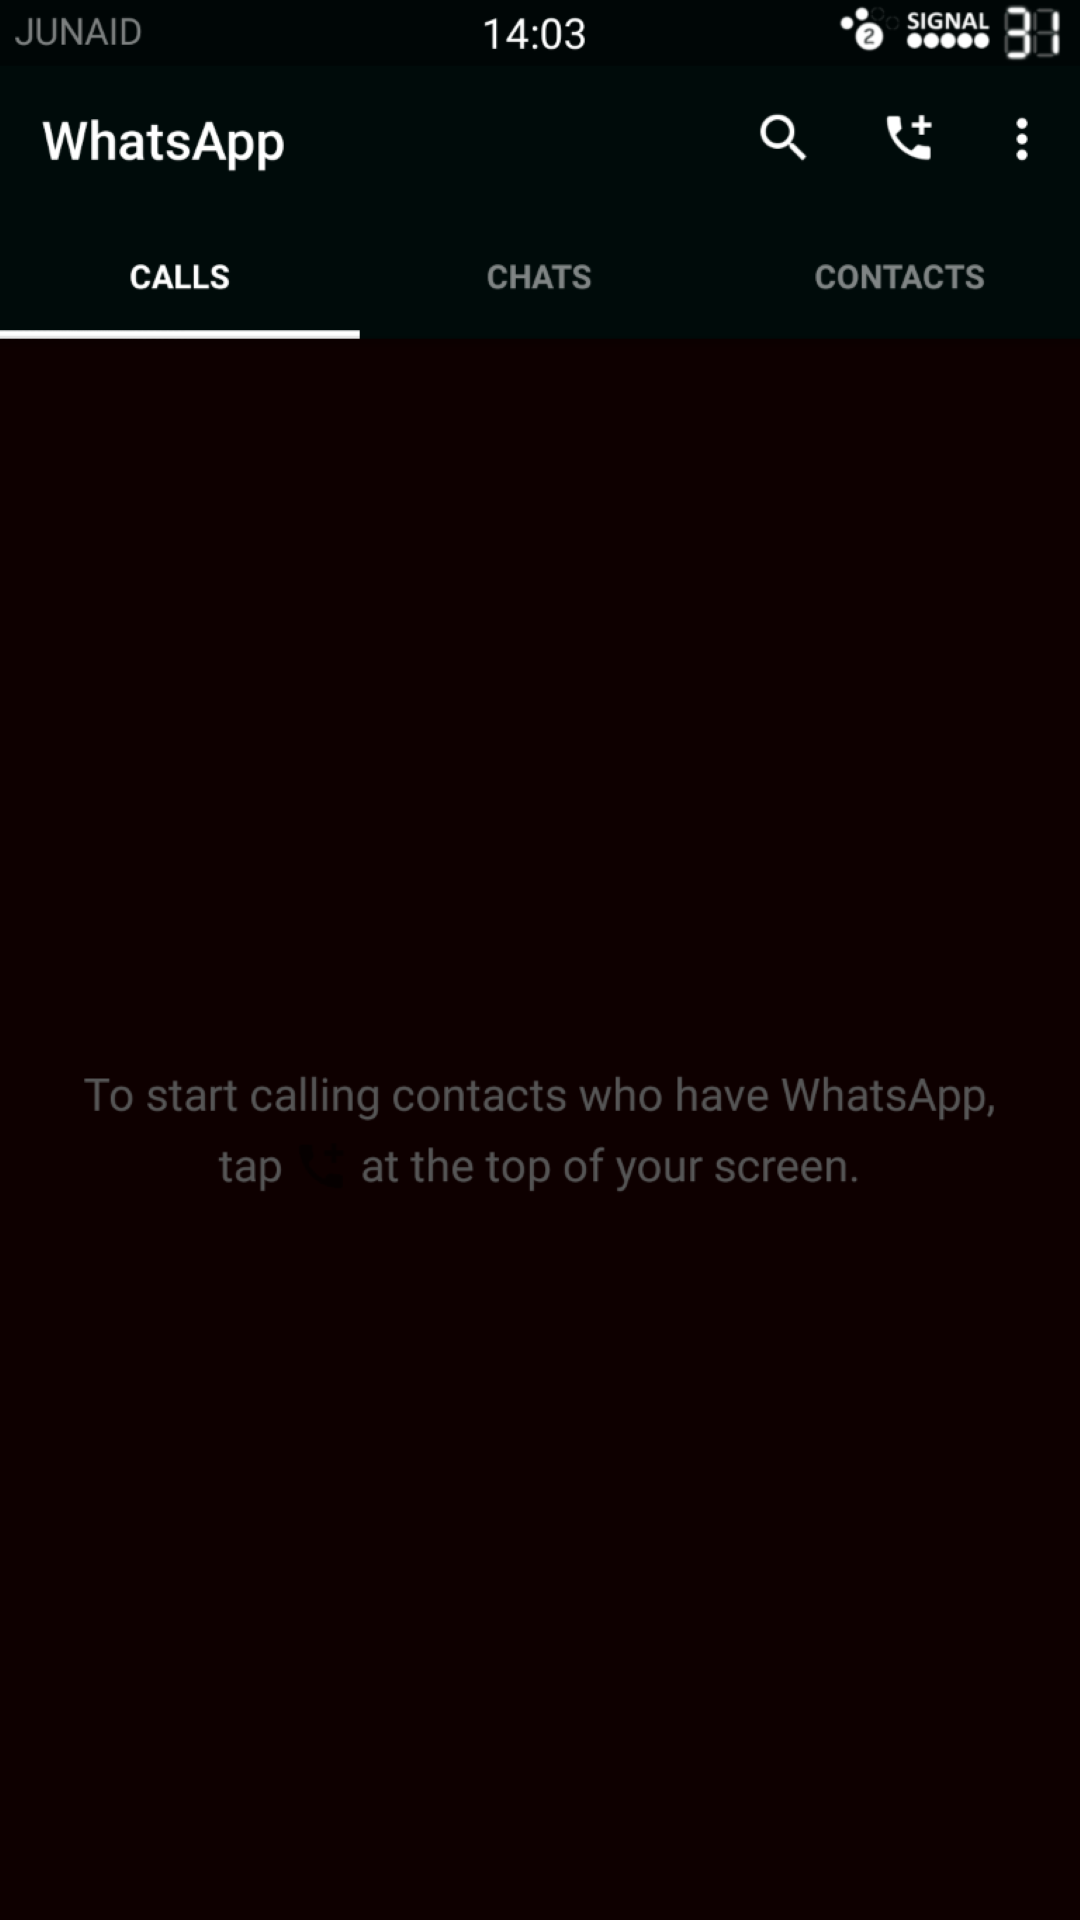 JUNAID 14:03 2 SIGNAL 31
WhatsApp
CALLS CHATS CONTACTS
To start calling contacts who have WhatsApp,
tap at the top of your screen.